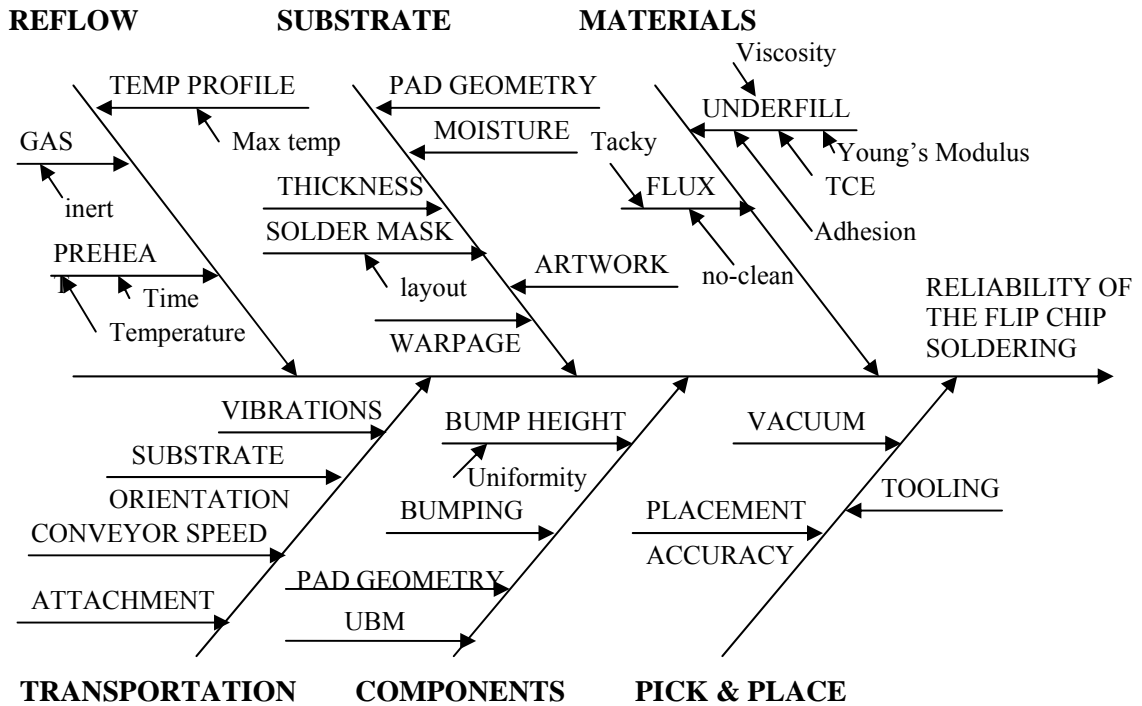 REFLOW
SUBSTRATE
MATERIALS
TEMP PROFILE
Max temp
GAS
inert
PREHEA
T
Time
Temperature
PAD GEOMETRY
MOISTURE
THICKNESS
SOLDER MASK
layout
ARTWORK
WARPAGE
Viscosity
UNDERFILL
Young's Modulus
TCE
Adhesion
Tacky
FLUX
no-clean
RELIABILITY OF
THE FLIP CHIP
SOLDERING
VIBRATIONS
SUBSTRATE
ORIENTATION
CONVEYOR SPEED
ATTACHMENT
BUMP HEIGHT
Uniformity
BUMPING
PAD GEOMETRY
UBM
VACUUM
TOOLING
PLACEMENT
ACCURACY
TRANSPORTATION
COMPONENTS
PICK & PLACE